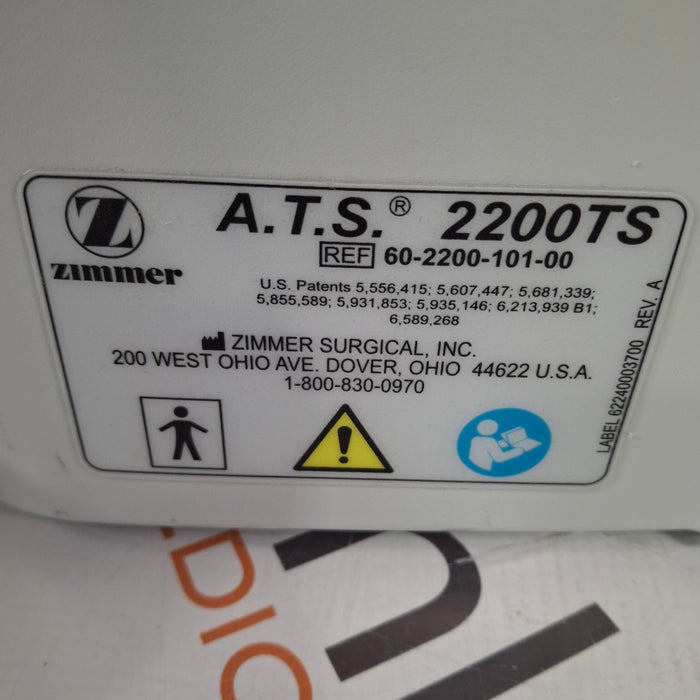 Z
zimmer
A.T.S.® 2200TS
REF 60-2200-101-00
U.S. Patents 5,556,415; 5,607,447; 5,681,339;
5,855,589; 5,931,853; 5,935,146; 6,213,939 B1;
6,589,268
ZIMMER SURGICAL, INC.
200 WEST OHIO AVE. DOVER, OHIO 44622 U.S.A.
1-800-830-0970
LABEL 62240003700 REV. A